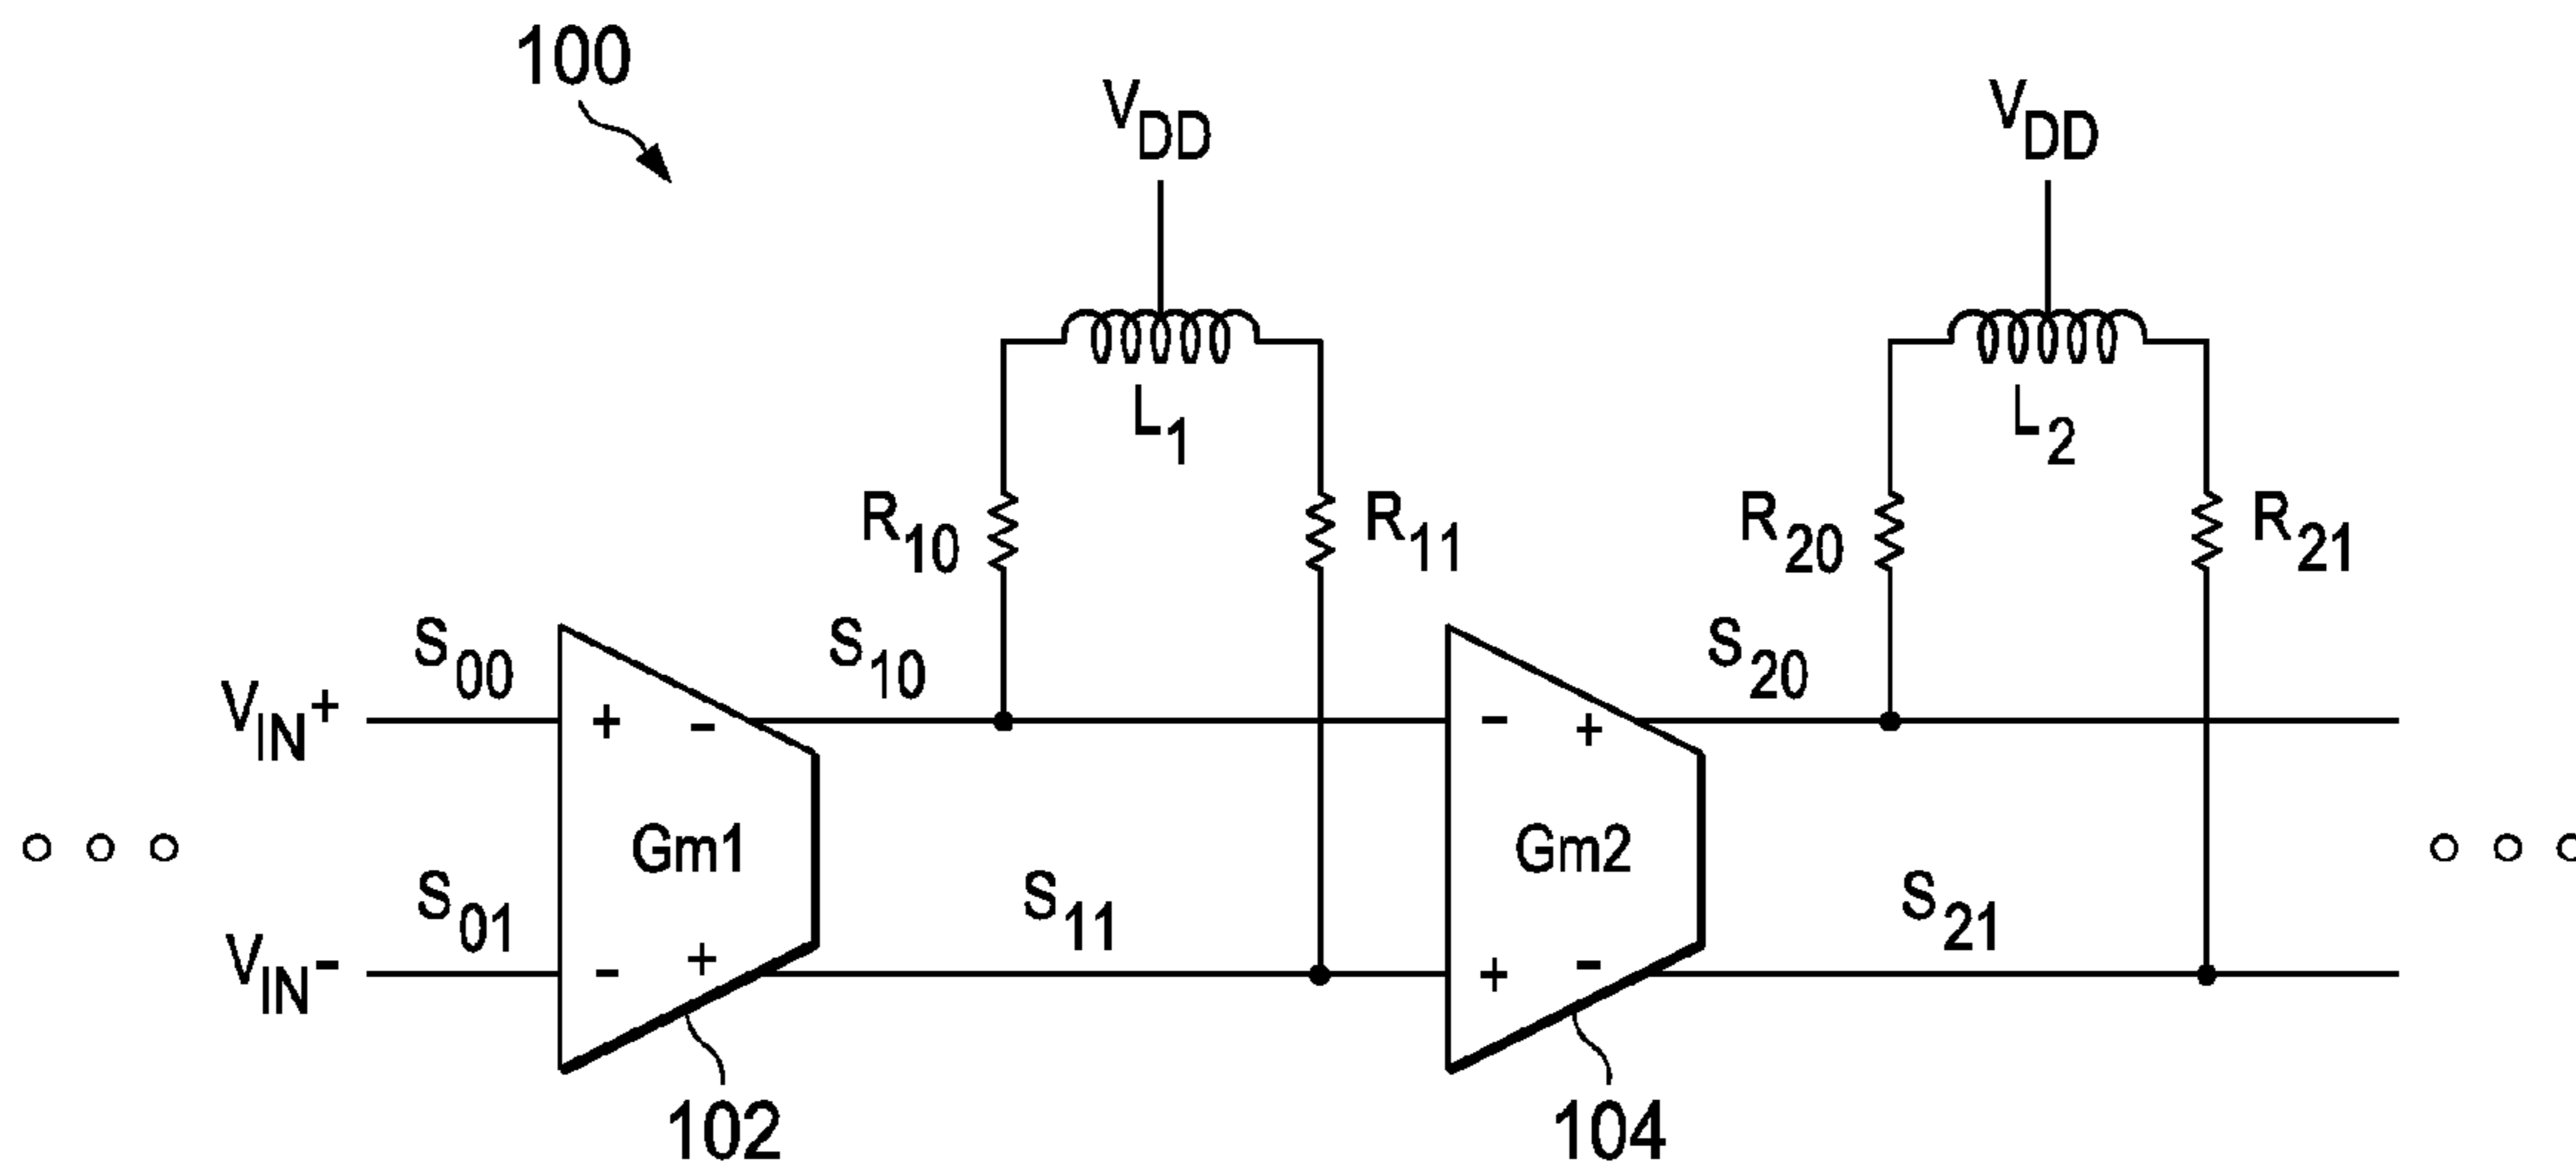 100
VDD VDD
L1 L2
R10 R11 R20 R21
S00 S10 S20
VIN+ + - - +
Gm1 Gm2
S01 S11 S21
VIN- - + + -
102 104